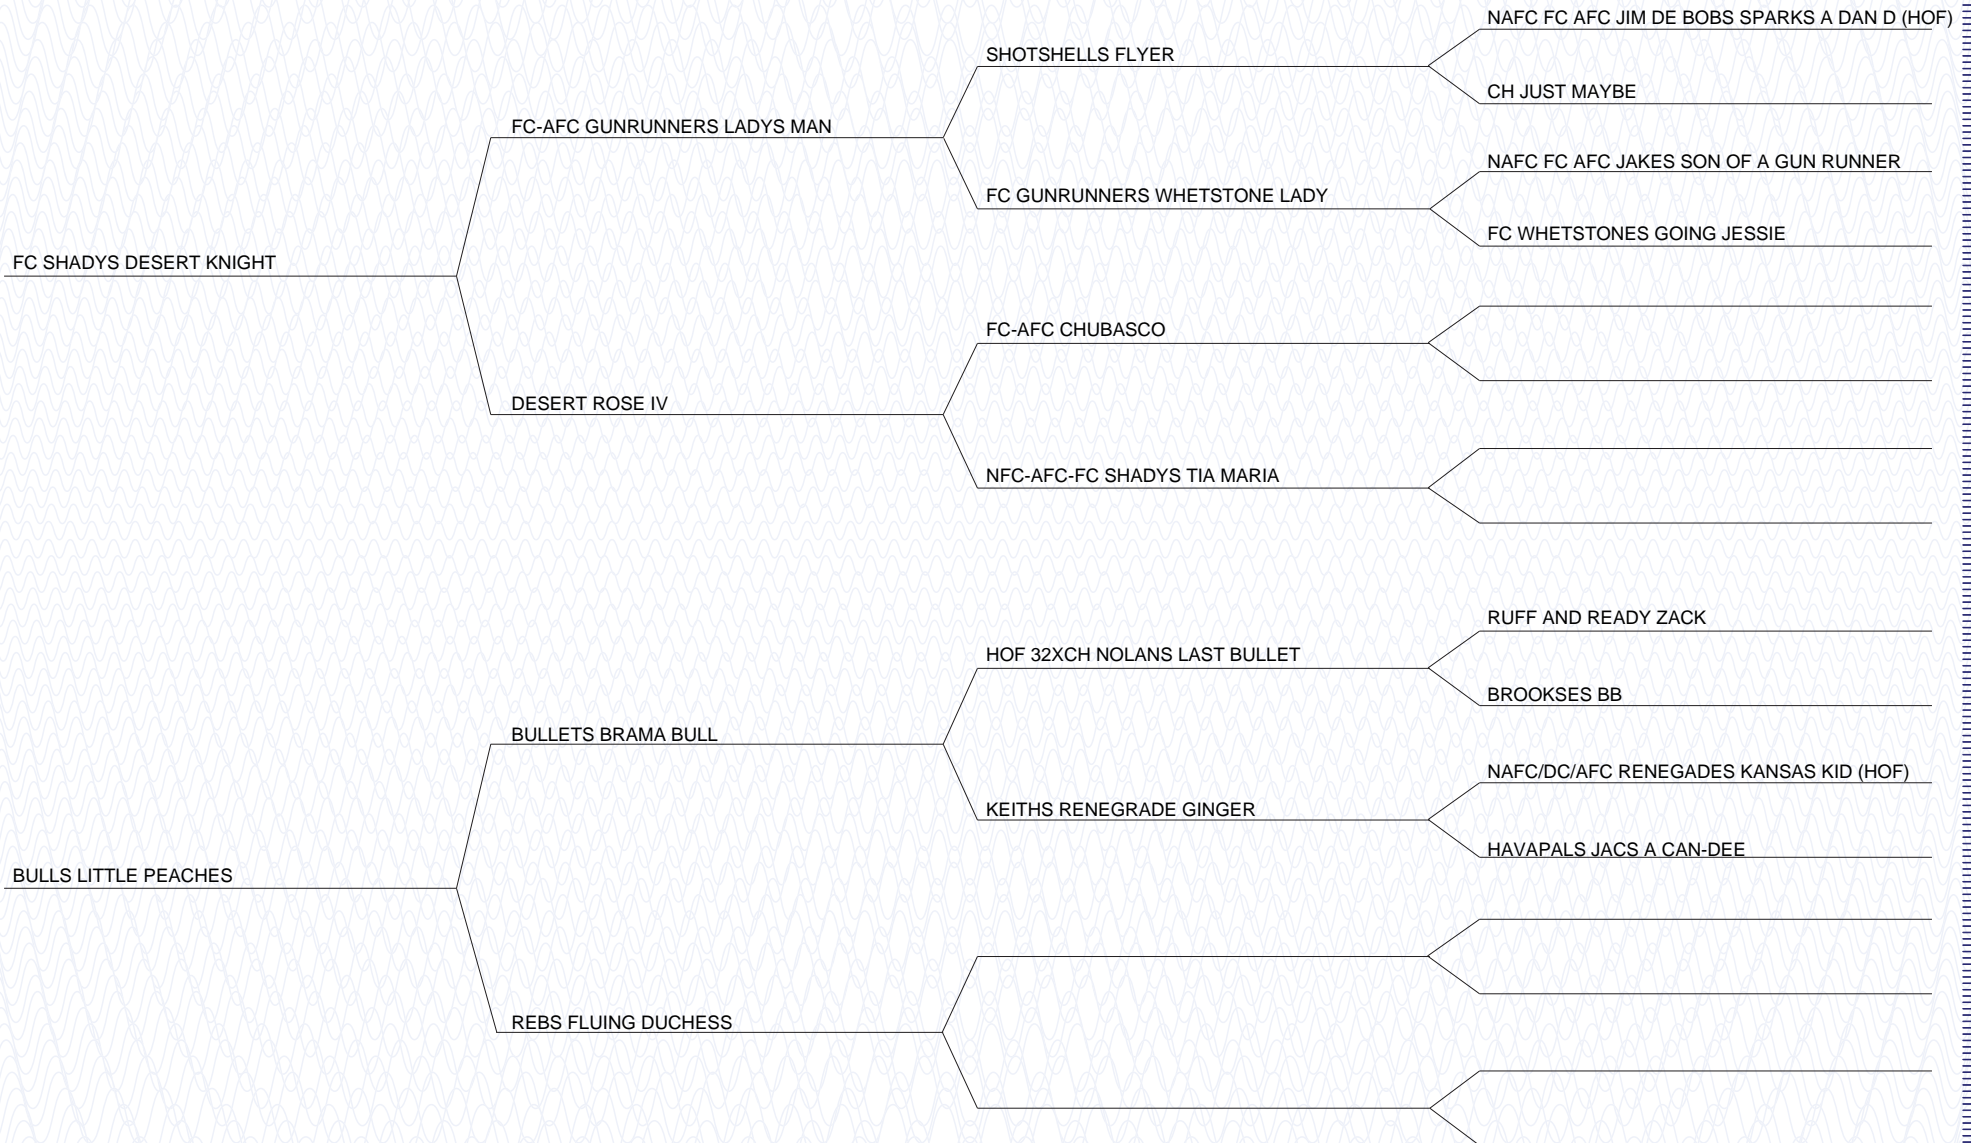 NAFC FC AFC JIM DE BOBS SPARKS A DAN D (HOF)
SHOTSHELLS FLYER
CH JUST MAYBE
FC-AFC GUNRUNNERS LADYS MAN
NAFC FC AFC JAKES SON OF A GUN RUNNER
FC GUNRUNNERS WHETSTONE LADY
FC WHETSTONES GOING JESSIE
FC SHADYS DESERT KNIGHT
FC-AFC CHUBASCO
DESERT ROSE IV
NFC-AFC-FC SHADYS TIA MARIA
RUFF AND READY ZACK
HOF 32XCH NOLANS LAST BULLET
BROOKSES BB
BULLETS BRAMA BULL
NAFC/DC/AFC RENEGADES KANSAS KID (HOF)
KEITHS RENEGRADE GINGER
HAVAPALS JACS A CAN-DEE
BULLS LITTLE PEACHES
REBS FLUING DUCHESS